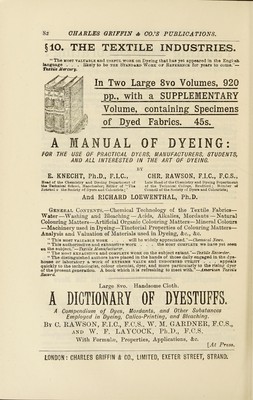 82 CHARLES GRIFFIN & CO.'S PUBLICATIONS.
§10. THE TEXTILE INDUSTRIES.
"The most valuable and useful work on Dyeing that has yet appeared in the English
language . . . likely to be the Standard Work of Reference for years to come."—
Textile Mercury.
In Two Large 8vo Volumes, 920
pp., with a SUPPLEMENTARY
Volume, containing Specimens
of Dyed Fabrics. 45s.
A MANUAL OF DYEING:
FOR THE USE OF PRACTICAL DYERS, MANUFACTURERS, STUDENTS,
AND ALL INTERESTED IN THE ART OF DYEING.
BY
E. KNECHT, Ph.D., F.I.C., CHR. RAWSON, F.I.C., F.C.S.,
Head of the Chemistry and Dyeing Department of
the Technical School, Manchester; Editor of "The
Journal of the Society of Dyers and Colourists;"
Late Head of the Chemistry and Dyeing Department
of the Technical College, Bradford; Member of
Council of the Society of Dyers and Colourists;
And RICHARD LOEWENTHAL, Ph.D.
General Contents.—Chemical Technology of the Textile Fabrics—
Water—Washing and Bleaching—Acids, Alkalies, Mordants—Natural
Colouring Matters—Artificial Organic Colouring Matters—Mineral Colours
—Machinery used in Dyeing—Tinctorial Properties of Colouring Matters—
Analysis and Valuation of Materials used in Dyeing, &c., &c.
"This most valuable work . . . will be widely appreciated."—Chemical News.
"This authoritative and exhaustive work . . . the most complete we have yet seen
on the subject."—Textile Manufacturer.
"The most exhaustive and complete work on the subject extant."—Textile Recorder.
"The distinguished authors have placed in the hands of those daily engaged in the dye-
house or laboratory a work of extreme value and undoubted utility . . . appeals
quickly to the technologist, colour chemist, dyer, and more particularly to the rising dyer
of the present generation. A book which it is refreshing to meet with."—American Textile
Record.
Large 8vo. Handsome Cloth.
A DICTIONARY OF DYESTUFFS.
A Compendium of Dyes, Mordants, and Other Substances
Employed in Dyeing, Calico-Printing, and Bleaching.
By C. RAWSON, F.I.C., F.C.S., W. M. GARDNER, F.C.S.,
AND W. F. LAYCOCK, Ph.D., F.C.S.
With Formulæ, Properties, Applications, &c.
[At Press.
LONDON: CHARLES GRIFFIN & CO., LIMITED, EXETER STREET, STRAND.